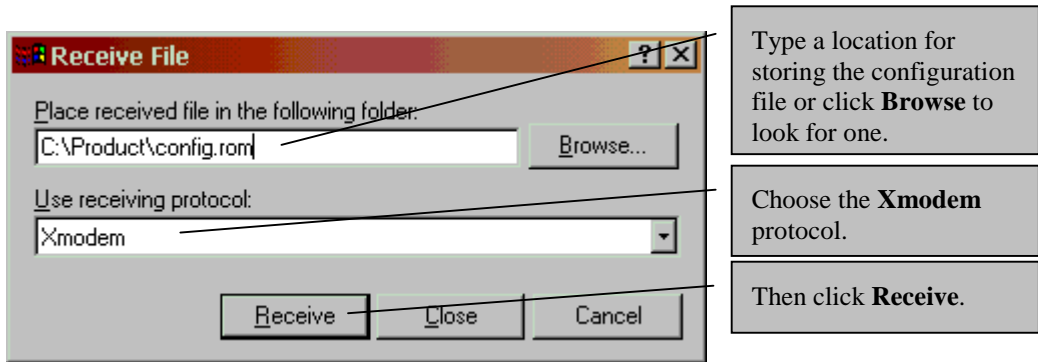 Receive File
Place received file in the following folder:
C:\Product\config.rom
Browse...
Use receiving protocol:
Xmodem
Receive
Close
Cancel
Type a location for
storing the configuration
file or click Browse to
look for one.
Choose the Xmodem
protocol.
Then click Receive.